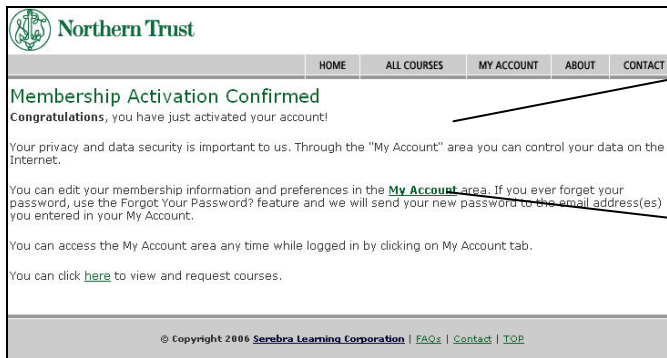 Northern Trust
HOME ALL COURSES MY ACCOUNT ABOUT CONTACT
Membership Activation Confirmed
Congratulations, you have just activated your account!
Your privacy and data security is important to us. Through the "My Account" area you can control your data on the
Internet.
You can edit your membership information and preferences in the My Account area. If you ever forget your
password, use the Forgot Your Password? feature and we will send your new password to the email address(es)
you entered in your My Account.
You can access the My Account area any time while logged in by clicking on My Account tab.
You can click here to view and request courses.
© Copyright 2006 Serebra Learning Corporation | FAQs | Contact | TOP